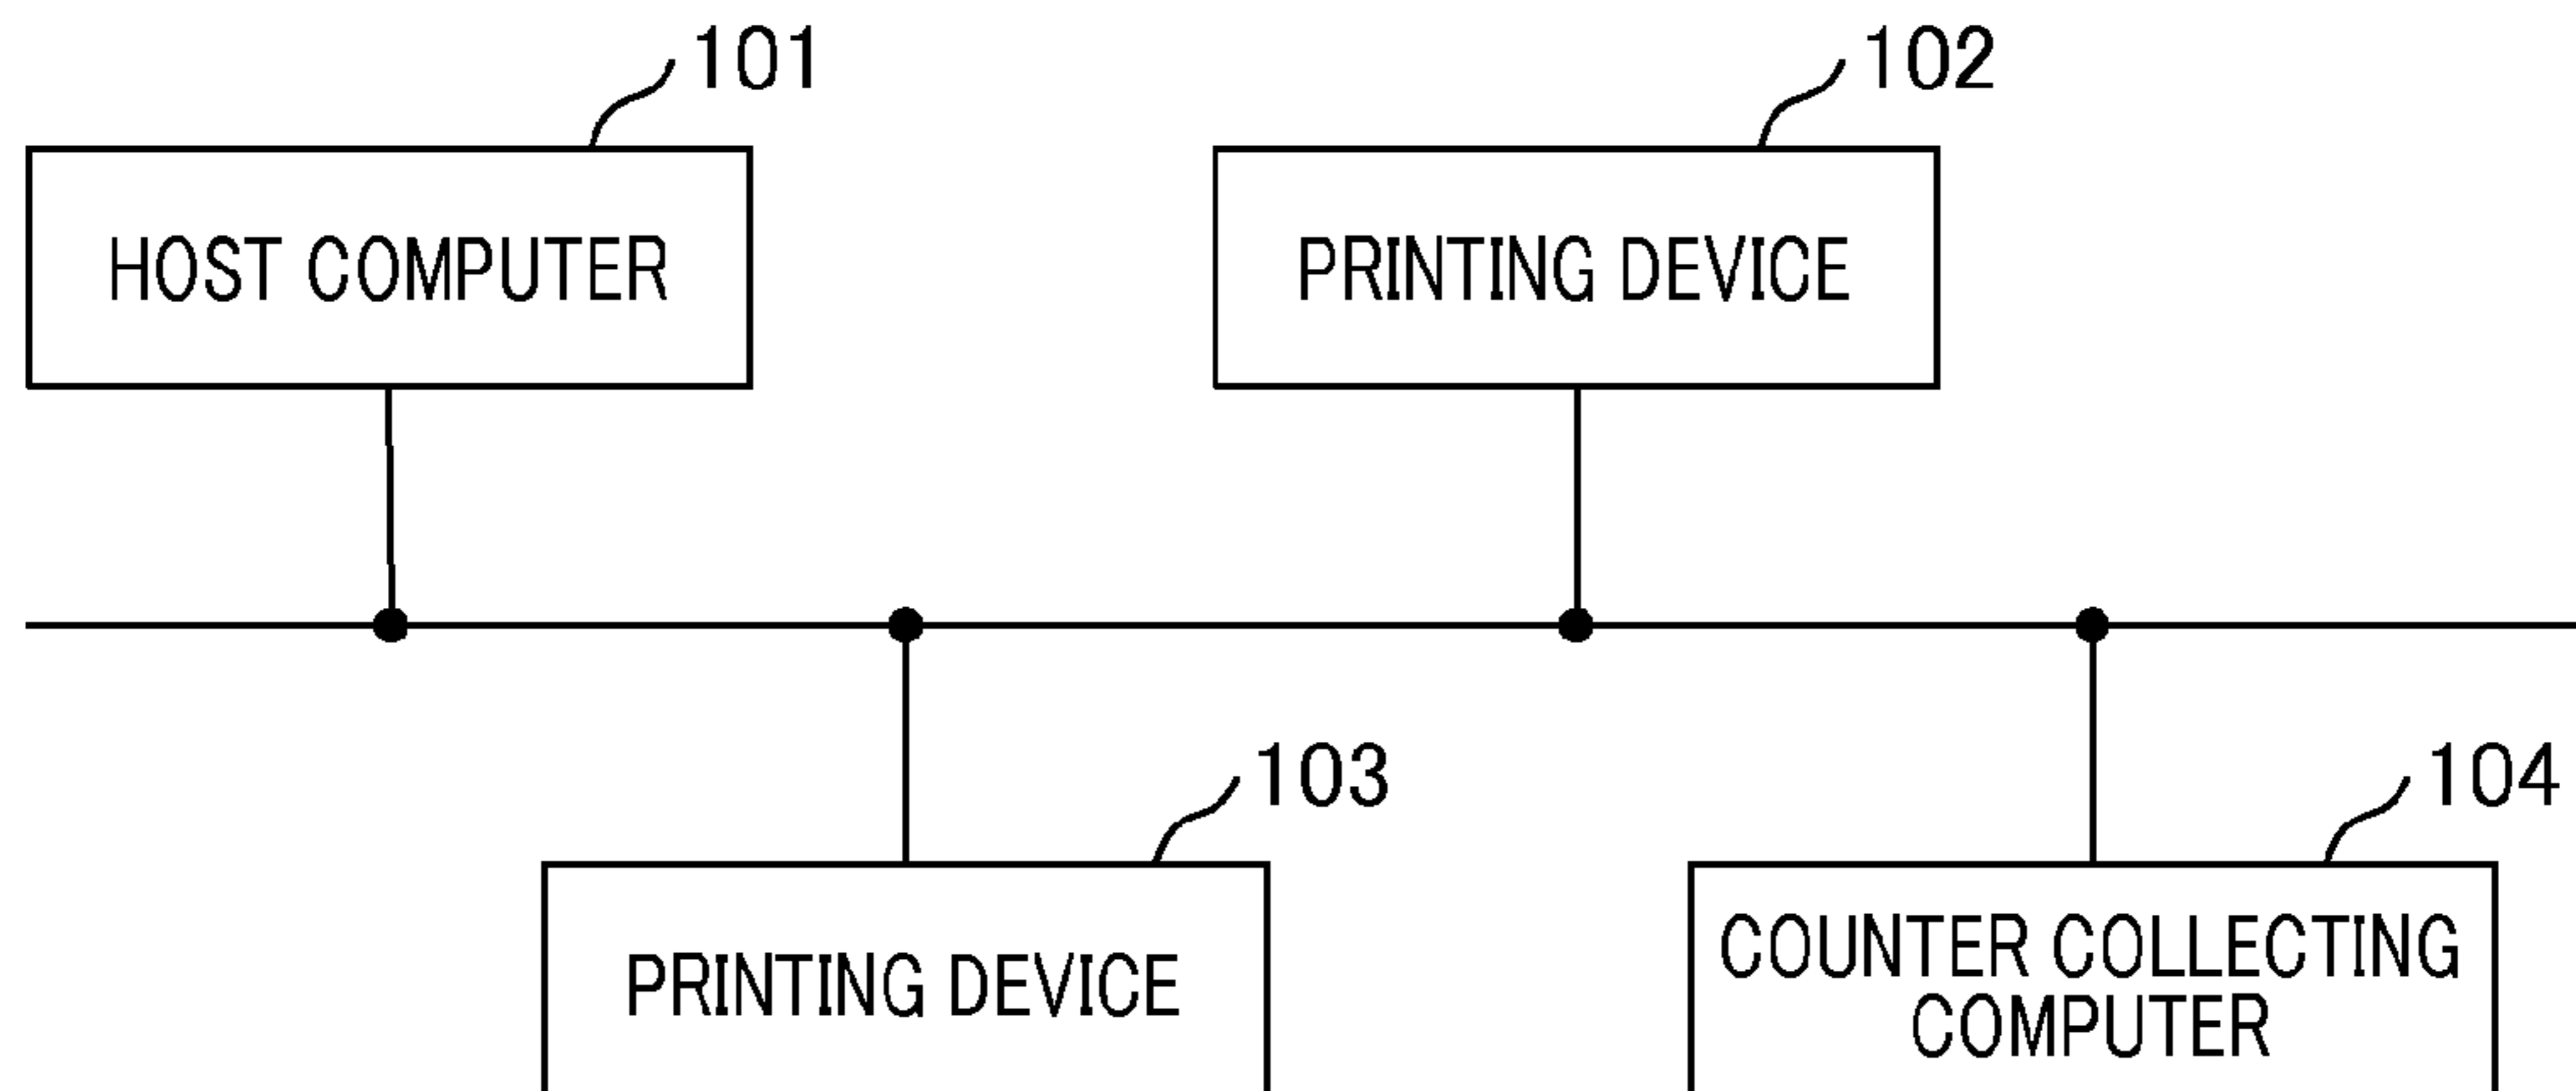 101
102
HOST COMPUTER
PRINTING DEVICE
103
104
PRINTING DEVICE
COUNTER COLLECTING
COMPUTER